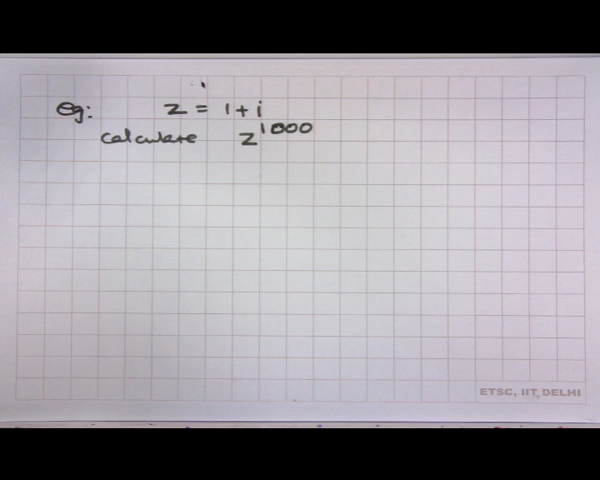 eg: z = 1 + i
calculate z^1000
ETSC, IIT DELHI